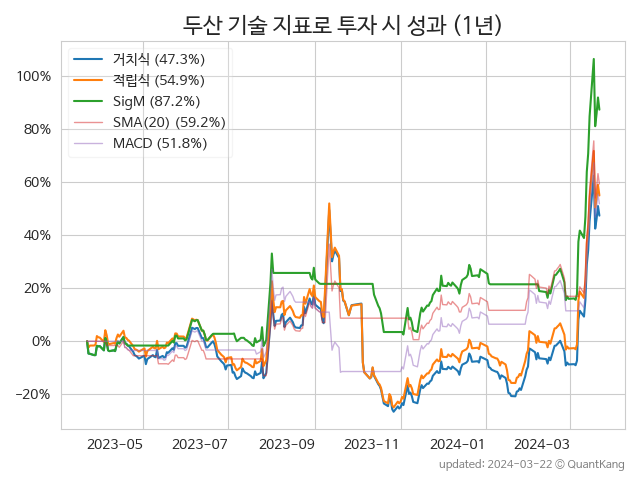 두산 기술 지표로 투자 시 성과 (1년)
거치식 (47.3%)
적립식 (54.9%)
SigM (87.2%)
SMA(20) (59.2%)
MACD (51.8%)
100%
80%
60%
40%
20%
0%
−20%
2023-05 2023-07 2023-09 2023-11 2024-01 2024-03
updated: 2024-03-22 © QuantKang